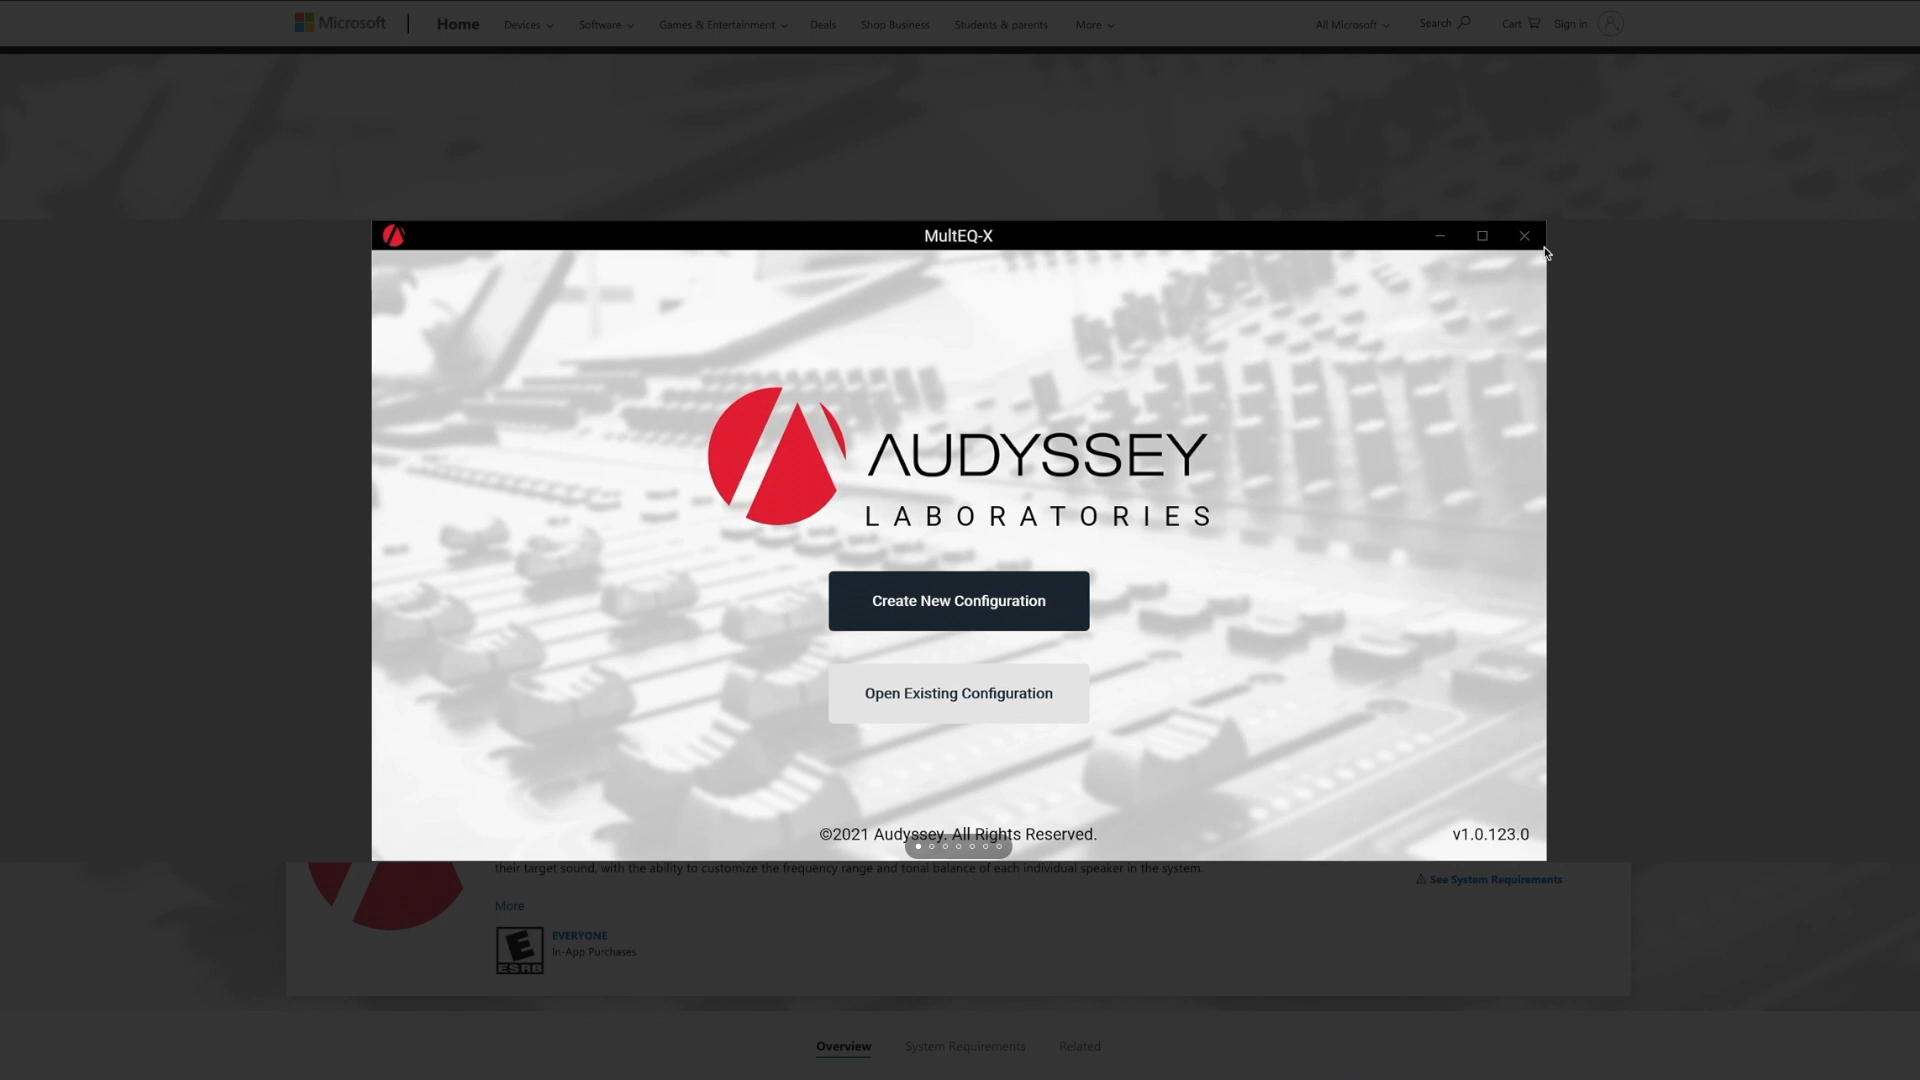 Microsoft Home Devices Software Games & Entertainment Deals Shop Business Students & parents More All Microsoft Search Cart Sign in
MultEQ-X
AUDYSSEY
LABORATORIES
Create New Configuration
Open Existing Configuration
©2021 Audyssey. All Rights Reserved.
v1.0.123.0
their target sound, with the ability to customize the frequency range and tonal balance of each individual speaker in the system.
See System Requirements
More
E
ESRB
EVERYONE
In-App Purchases
Overview System Requirements Related